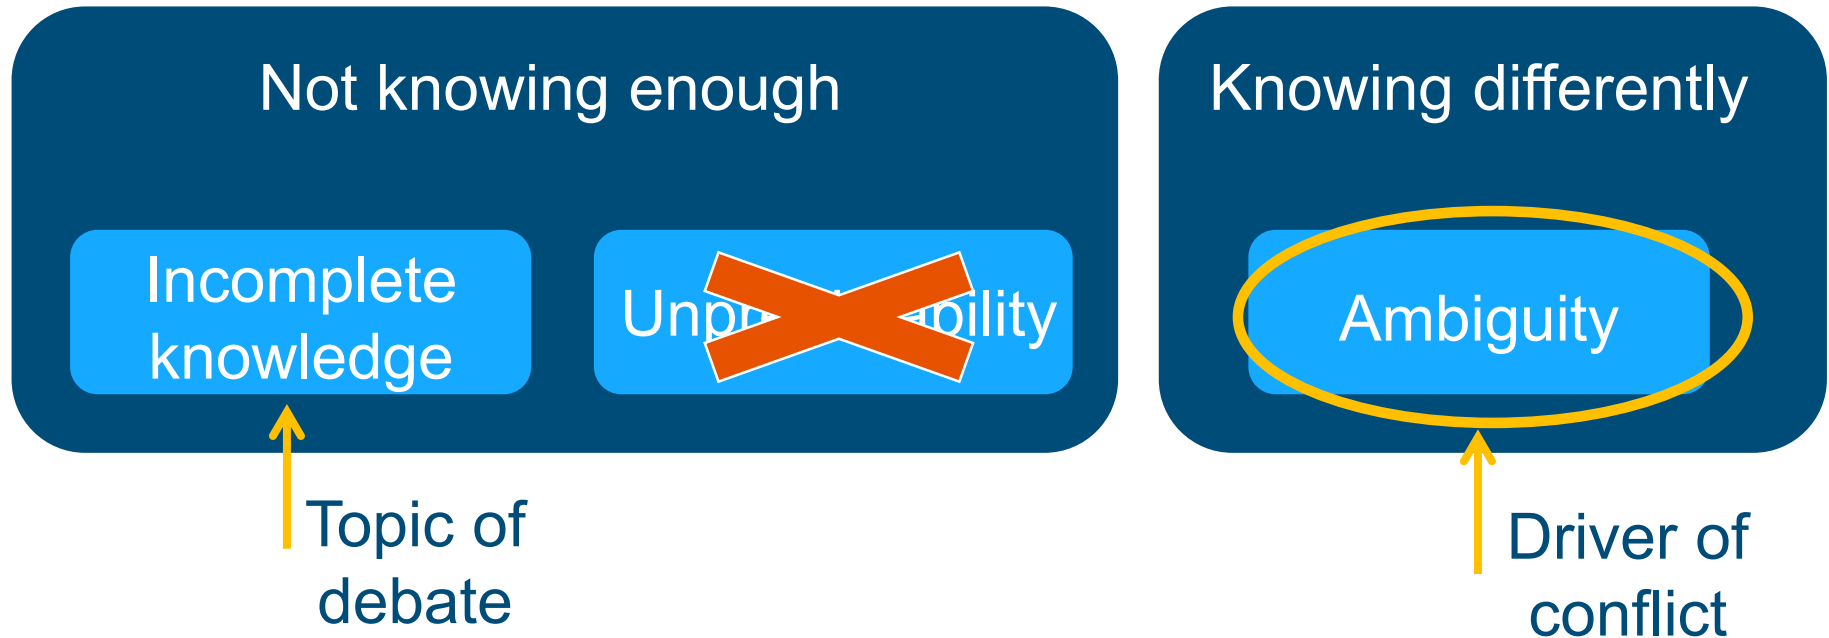 Not knowing enough
Knowing differently
Incomplete
knowledge
Ambiguity
Topic of
debate
Driver of
conflict